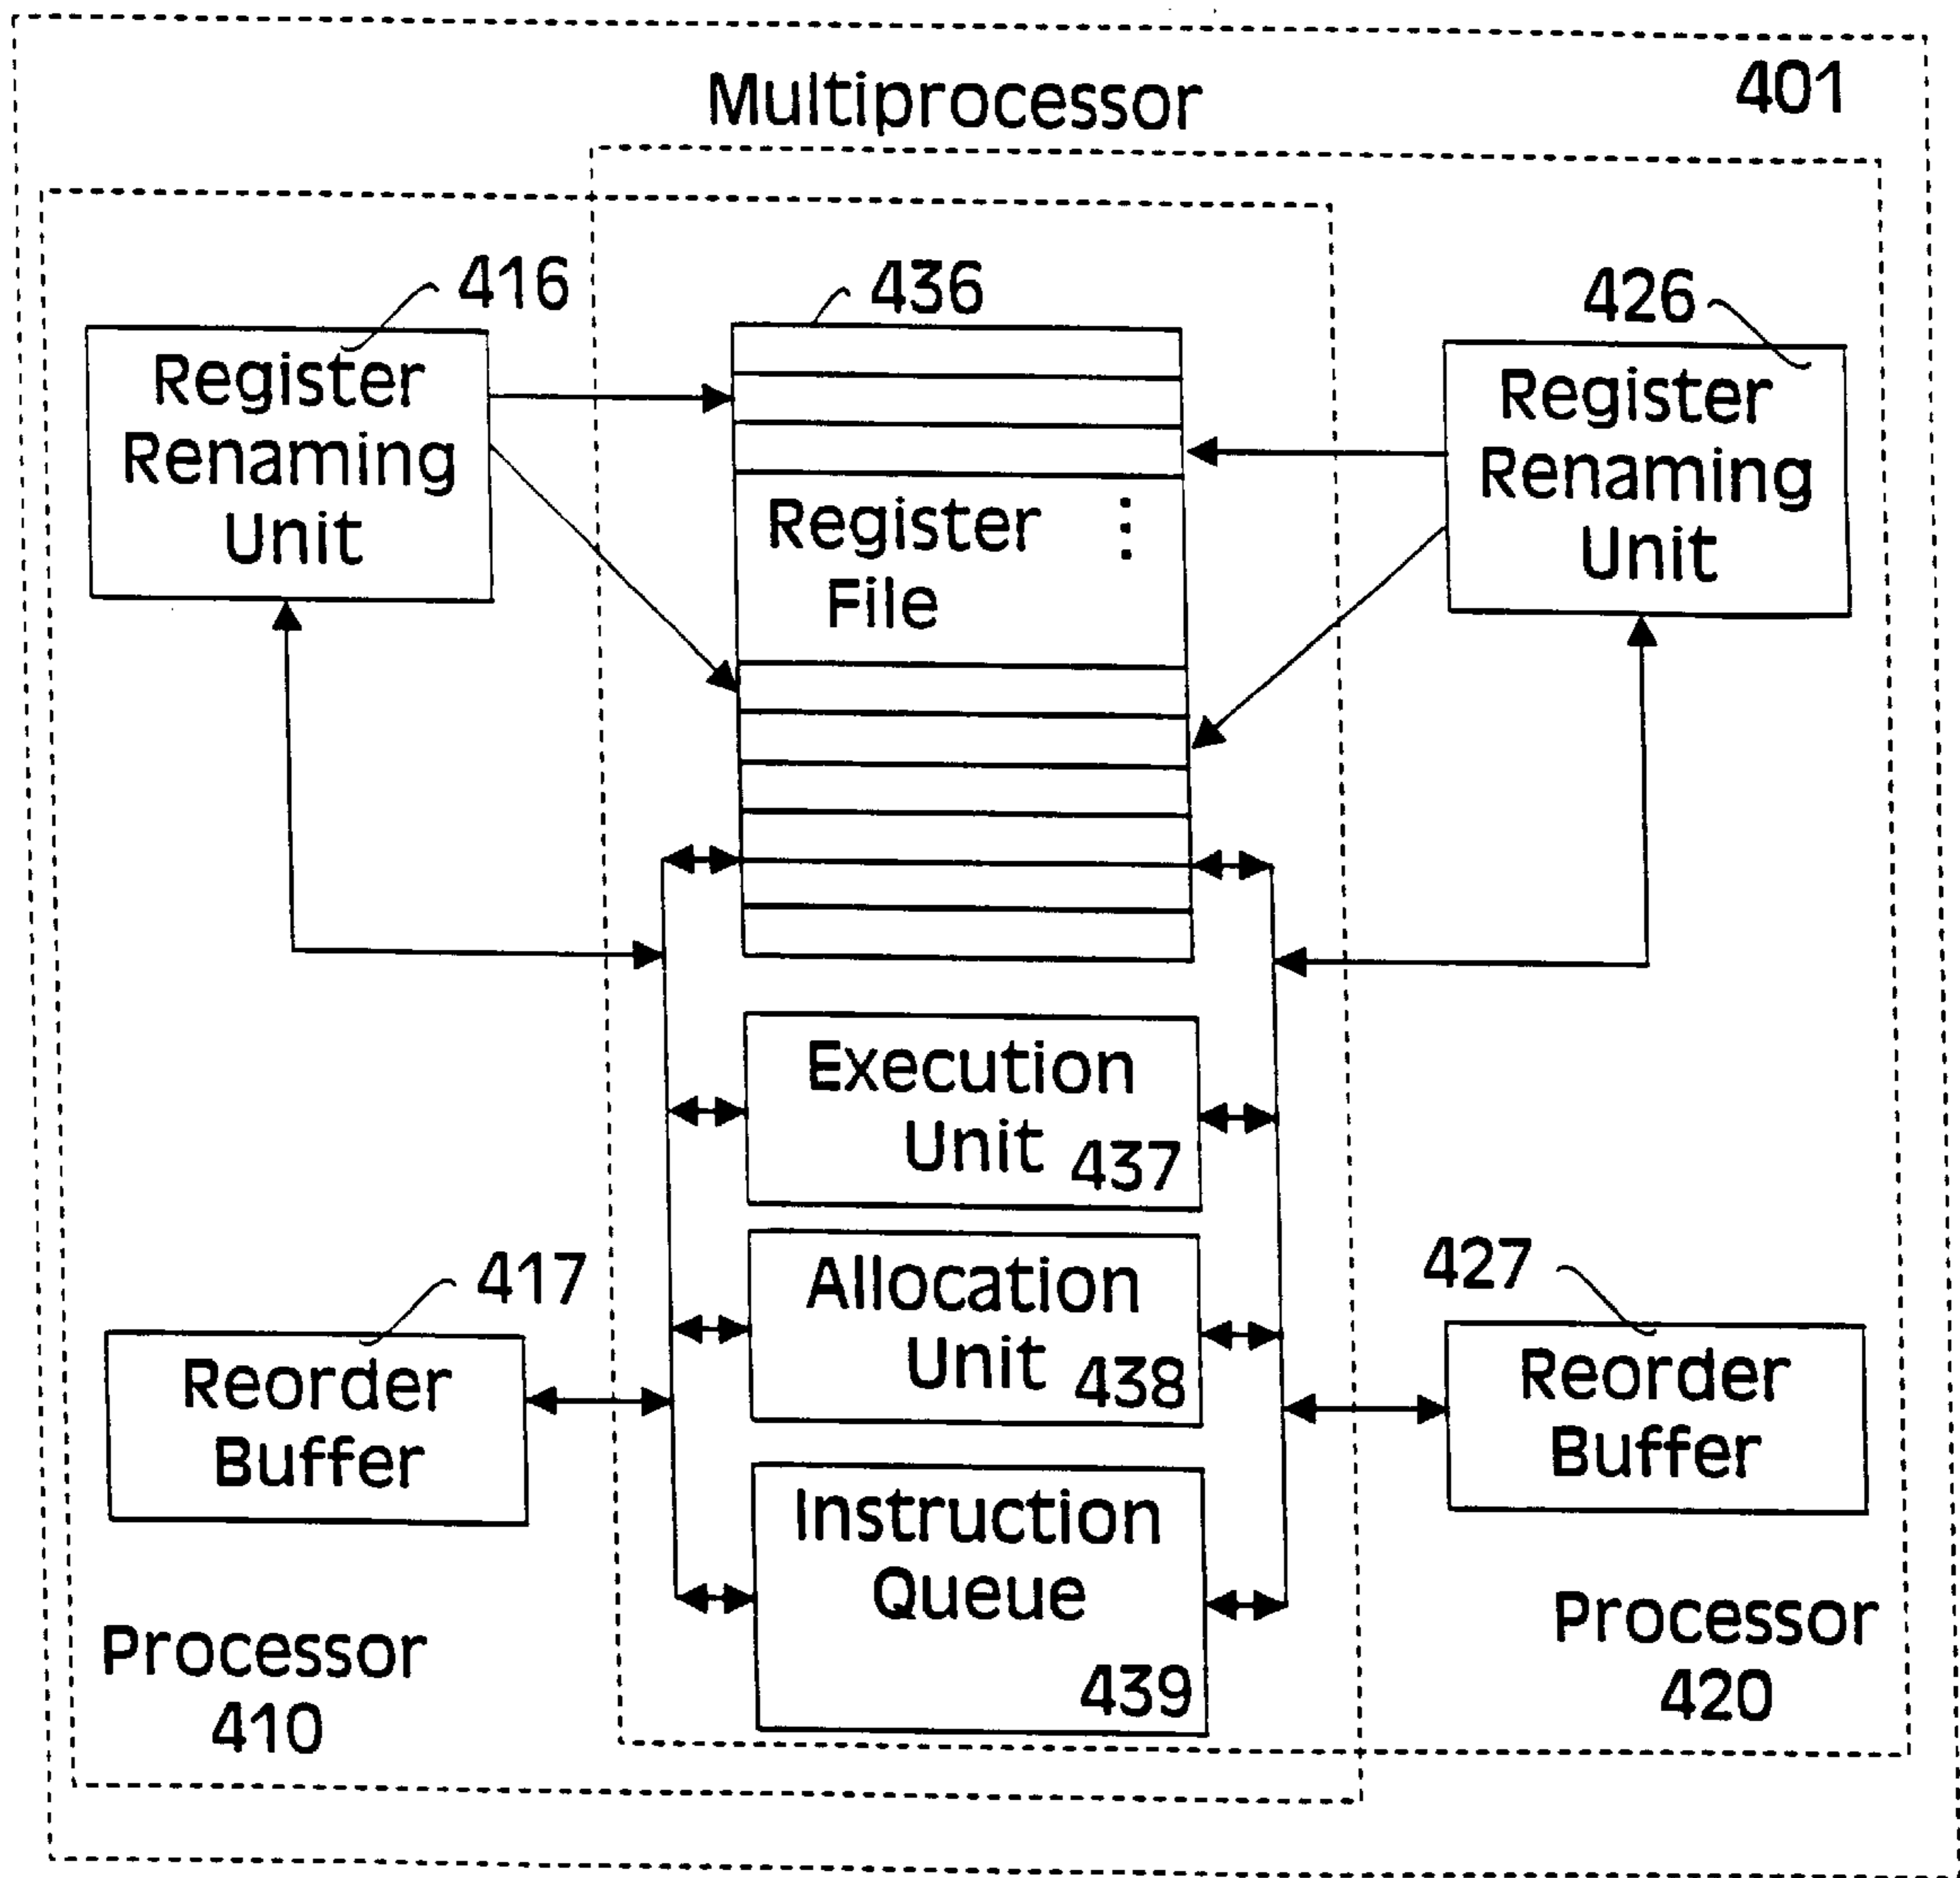 401
Multiprocessor
416
436
426
Register
Renaming
Unit
Register
File
Register
Renaming
Unit
Execution
Unit 437
417
Allocation
Unit 438
427
Reorder
Buffer
Reorder
Buffer
Instruction
Queue
439
Processor
410
Processor
420